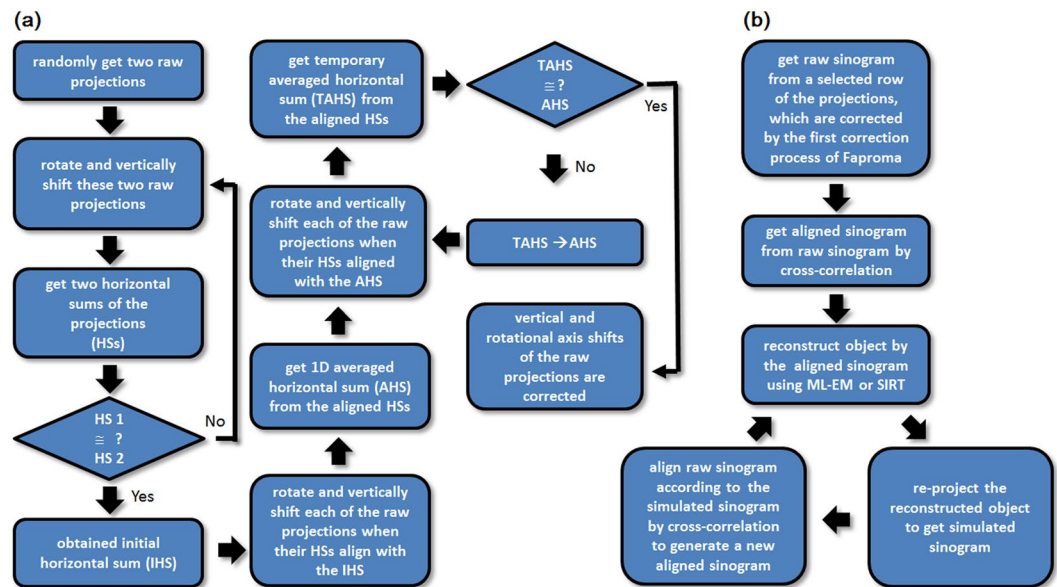 (a)
randomly get two raw
projections
rotate and vertically
shift these two raw
projections
get two horizontal
sums of the
projections
(HSs)
HS 1
≅ ?
HS 2
No
Yes
obtained initial
horizontal sum (IHS)
rotate and vertically
shift each of the raw
projections when
their HSs align with
the IHS
get 1D averaged
horizontal sum (AHS)
from the aligned HSs
rotate and vertically
shift each of the raw
projections when
their HSs aligned
with the AHS
get temporary
averaged horizontal
sum (TAHS) from
the aligned HSs
TAHS
≅ ?
AHS
Yes
No
TAHS → AHS
vertical and
rotational axis shifts
of the raw
projections are
corrected
(b)
get raw sinogram
from a selected row
of the projections,
which are corrected
by the first correction
process of Faproma
get aligned sinogram
from raw sinogram by
cross-correlation
reconstruct object by
the aligned sinogram
using ML-EM or SIRT
re-project the
reconstructed object
to get simulated
sinogram
align raw sinogram
according to the
simulated sinogram
by cross-correlation
to generate a new
aligned sinogram